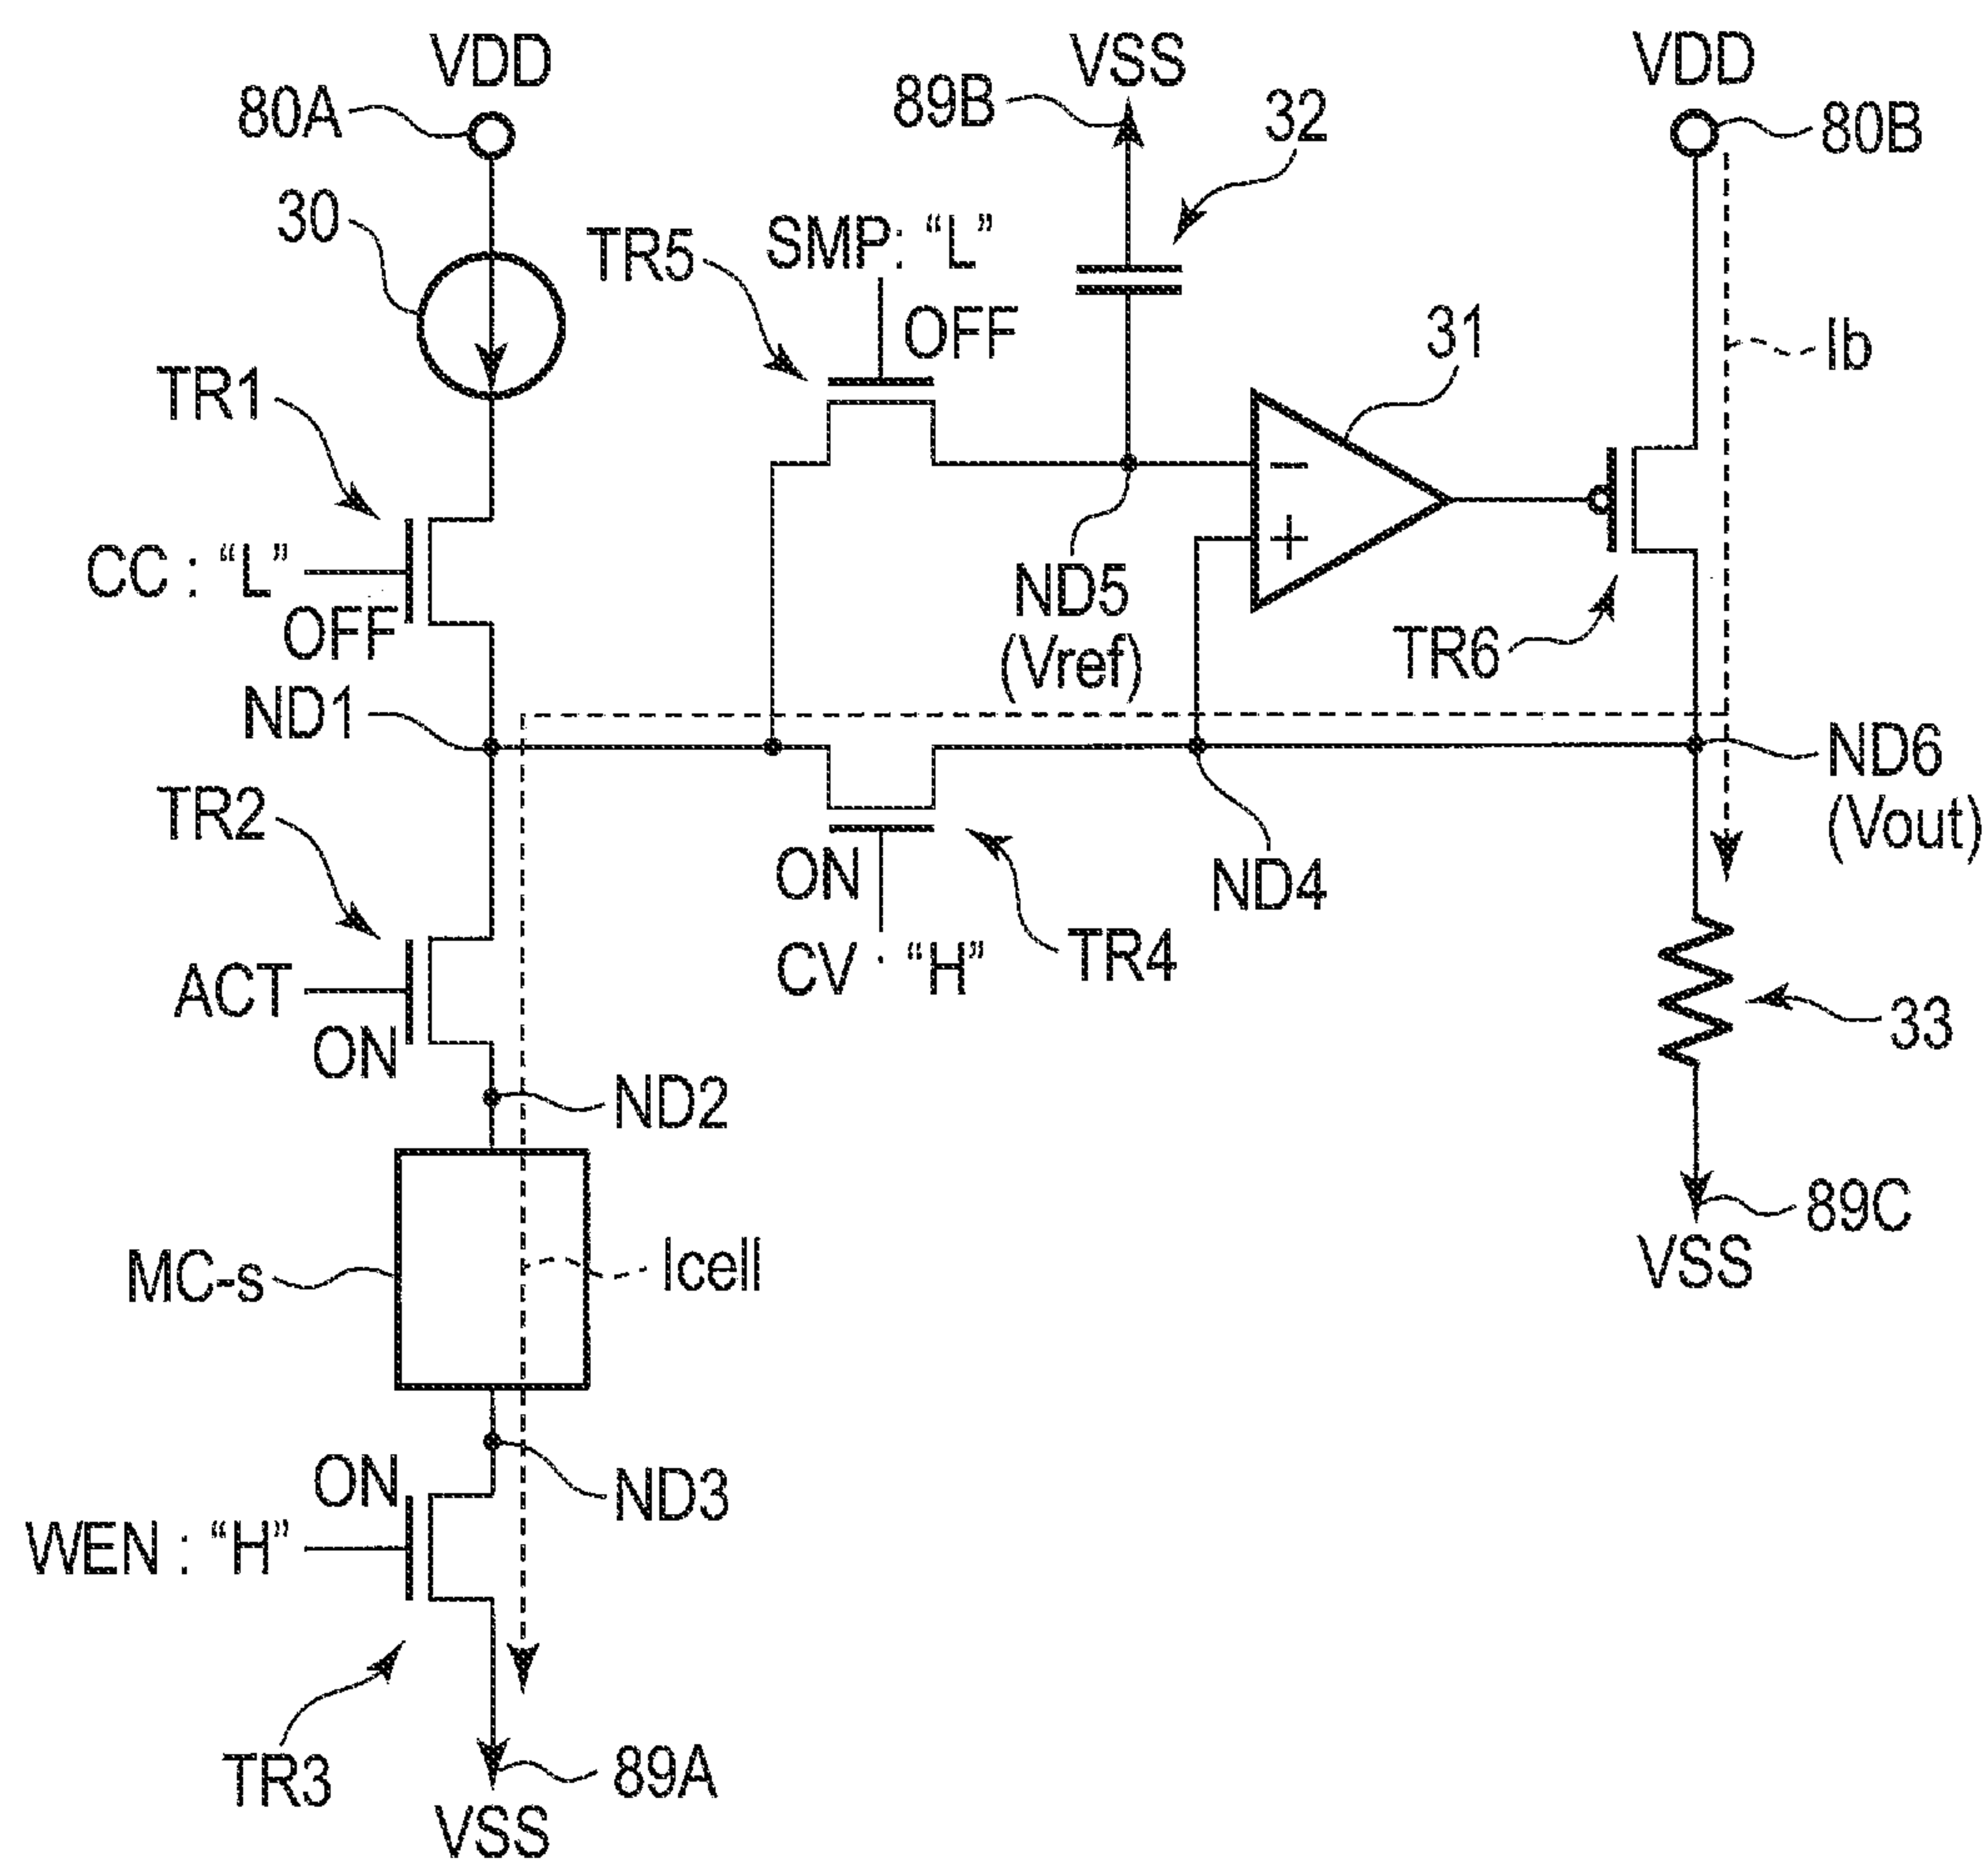 VDD
VSS
VDD
80A
89B
32
80B
30
TR5
SMP: “L”
OFF
31
Ib
TR1
−
+
CC : “L”
OFF
ND5
(Vref)
TR6
ND1
ND6
(Vout)
TR2
ON
ND4
CV : “H”
TR4
ACT
ON
33
ND2
MC-s
Icell
89C
VSS
ON
ND3
WEN : “H”
TR3
89A
VSS